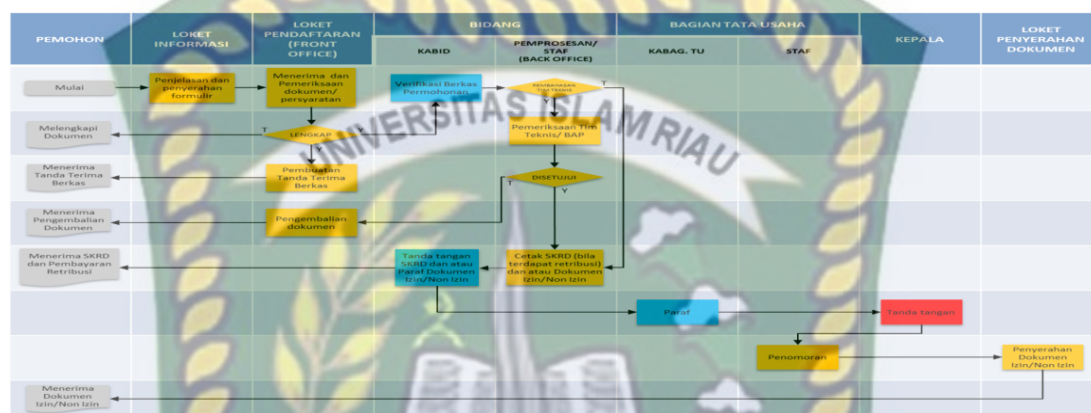 PEMOHON
LOKET
INFORMASI
LOKET
PENDAFTARAN
(FRONT
OFFICE)
BIDANG
KABID
PEMPROSESAN/
STAF
(BACK OFFICE)
BAGIAN TATA USAHA
KABAG. TU
STAF
KEPALA
LOKET
PENYERAHAN
DOKUMEN
Mulai
Penjelasan dan
penyerahan
formulir
Menerima dan
Pemeriksaan
dokumen/
persyaratan
Verifikasi Berkas
Permohonan
TIM TEKNIS
T
Y
Melengkapi
Dokumen
T
LENGKAP
Y
Y
Pemeriksaan Tim
Teknis/ BAP
UNIVERSITAS ISLAM RIAU
Menerima
Tanda Terima
Berkas
Pembuatan
Tanda Terima
Berkas
T
DISETUJUI
Y
Menerima
Pengembalian
Dokumen
Pengembalian
dokumen
Menerima SKRD
dan Pembayaran
Retribusi
Tanda tangan
SKRD dan atau
Paraf Dokumen
Izin/Non Izin
Cetak SKRD (bila
terdapat retribusi)
dan atau Dokumen
Izin/Non Izin
Paraf
Tanda tangan
Penomoran
Penyerahan
Dokumen
Izin/Non Izin
Menerima
Dokumen
Izin/Non Izin